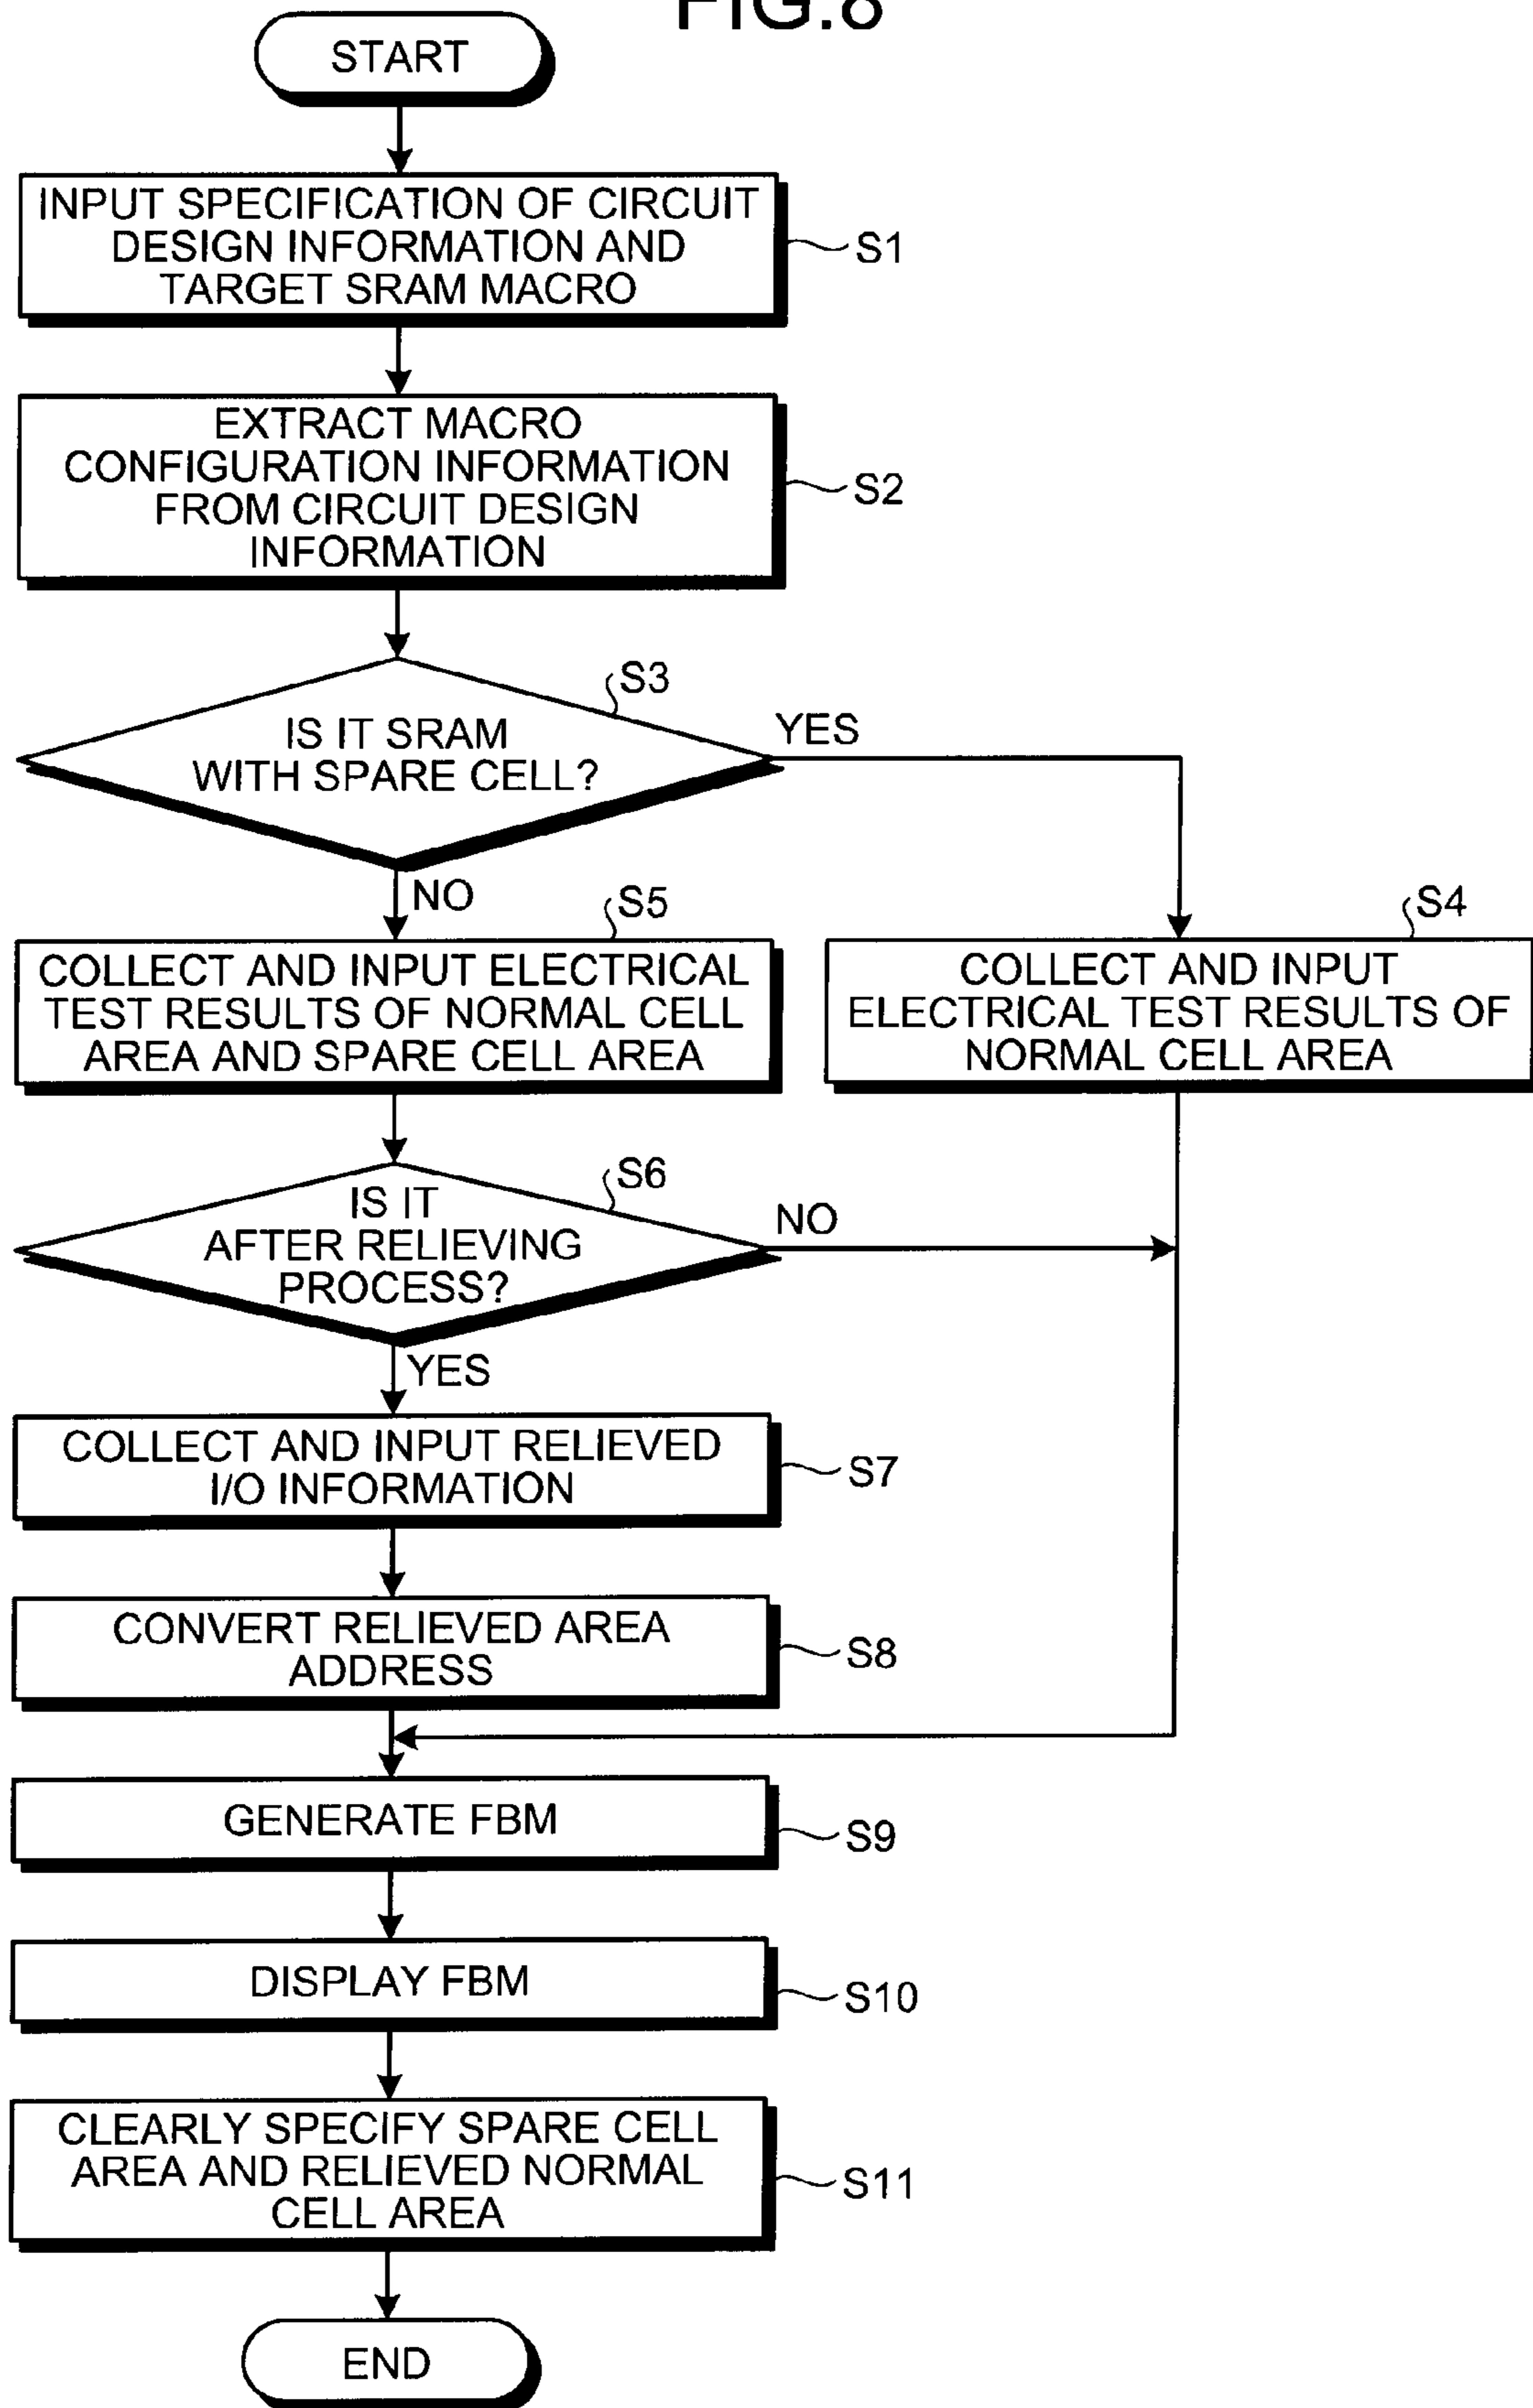 FIG.8
START
INPUT SPECIFICATION OF CIRCUIT
DESIGN INFORMATION AND
TARGET SRAM MACRO
S1
EXTRACT MACRO
CONFIGURATION INFORMATION
FROM CIRCUIT DESIGN
INFORMATION
S2
S3
IS IT SRAM
WITH SPARE CELL?
YES
NO
S5
COLLECT AND INPUT ELECTRICAL
TEST RESULTS OF NORMAL CELL
AREA AND SPARE CELL AREA
S4
COLLECT AND INPUT
ELECTRICAL TEST RESULTS OF
NORMAL CELL AREA
S6
IS IT
AFTER RELIEVING
PROCESS?
NO
YES
COLLECT AND INPUT RELIEVED
I/O INFORMATION
S7
CONVERT RELIEVED AREA
ADDRESS
S8
GENERATE FBM
S9
DISPLAY FBM
S10
CLEARLY SPECIFY SPARE CELL
AREA AND RELIEVED NORMAL
CELL AREA
S11
END